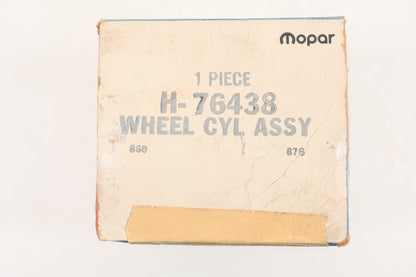 mopar
1 PIECE
H-76438
WHEEL CYL ASSY
860 876